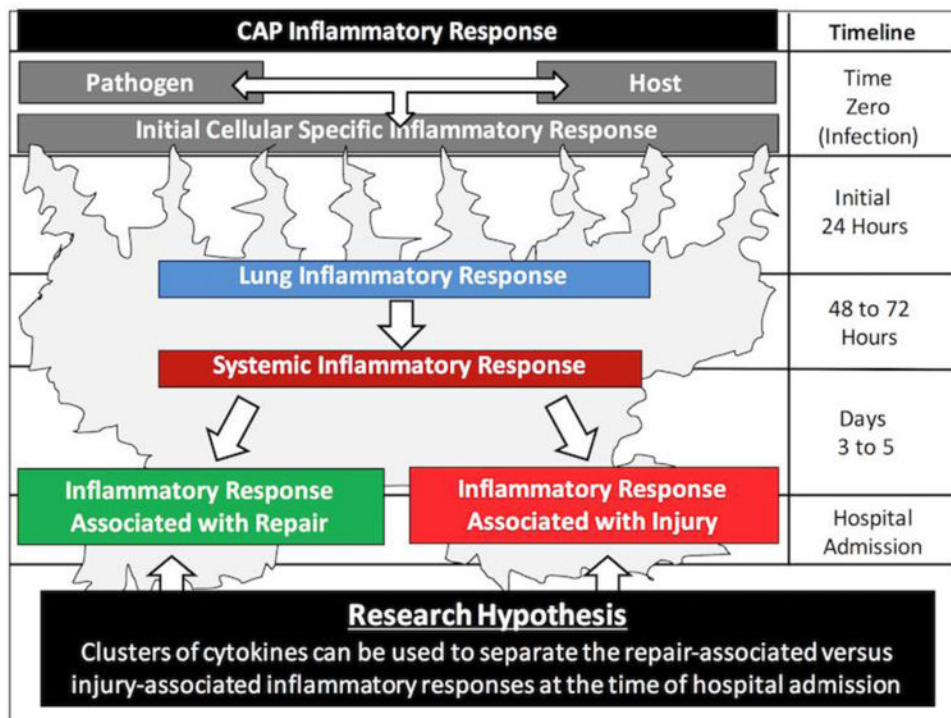 CAP Inflammatory Response
Timeline
Pathogen
Host
Time
Zero
(Infection)
Initial Cellular Specific Inflammatory Response
Initial
24 Hours
Lung Inflammatory Response
48 to 72
Hours
Systemic Inflammatory Response
Days
3 to 5
Inflammatory Response
Associated with Repair
Inflammatory Response
Associated with Injury
Hospital
Admission
Research Hypothesis
Clusters of cytokines can be used to separate the repair-associated versus
injury-associated inflammatory responses at the time of hospital admission